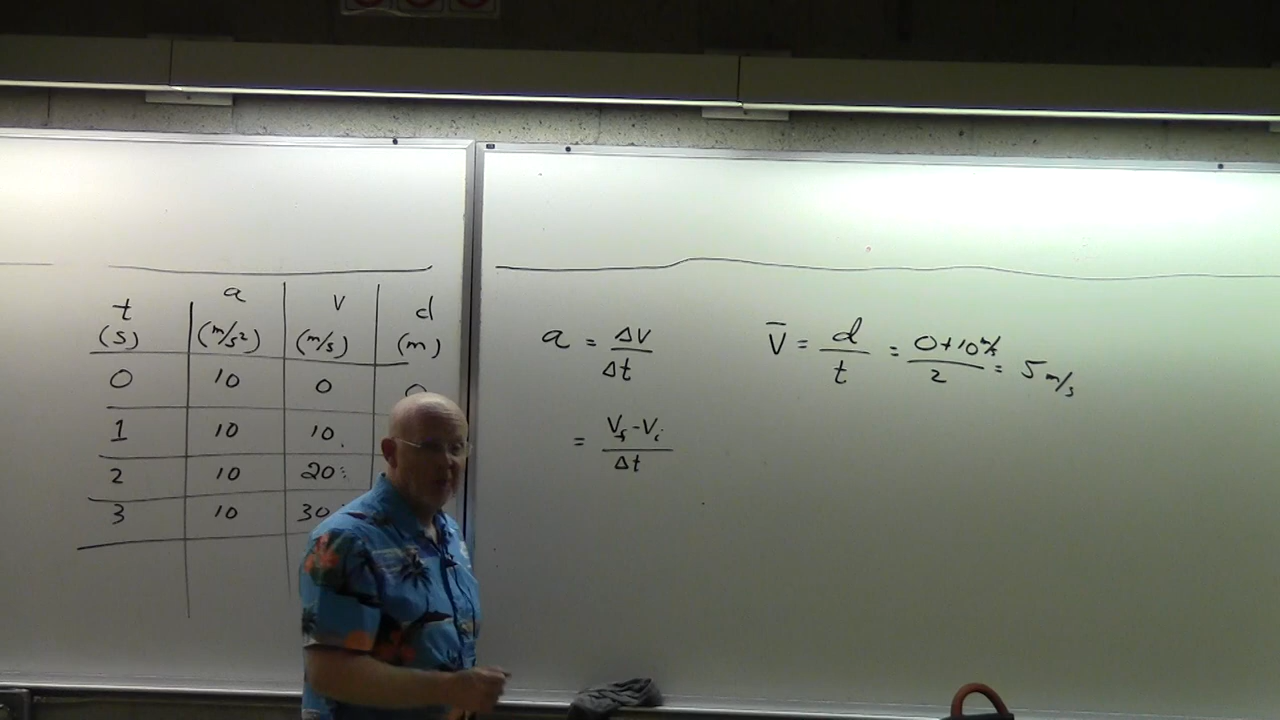 t a v d
(s) (m/s²) (m/s) (m)
0 10 0 0
1 10 10
2 10 20
3 10 30
a = Δv/Δt
= (Vf - Vi)/Δt
v̄ = d/t = (0+10 m/s)/2 = 5 m/s